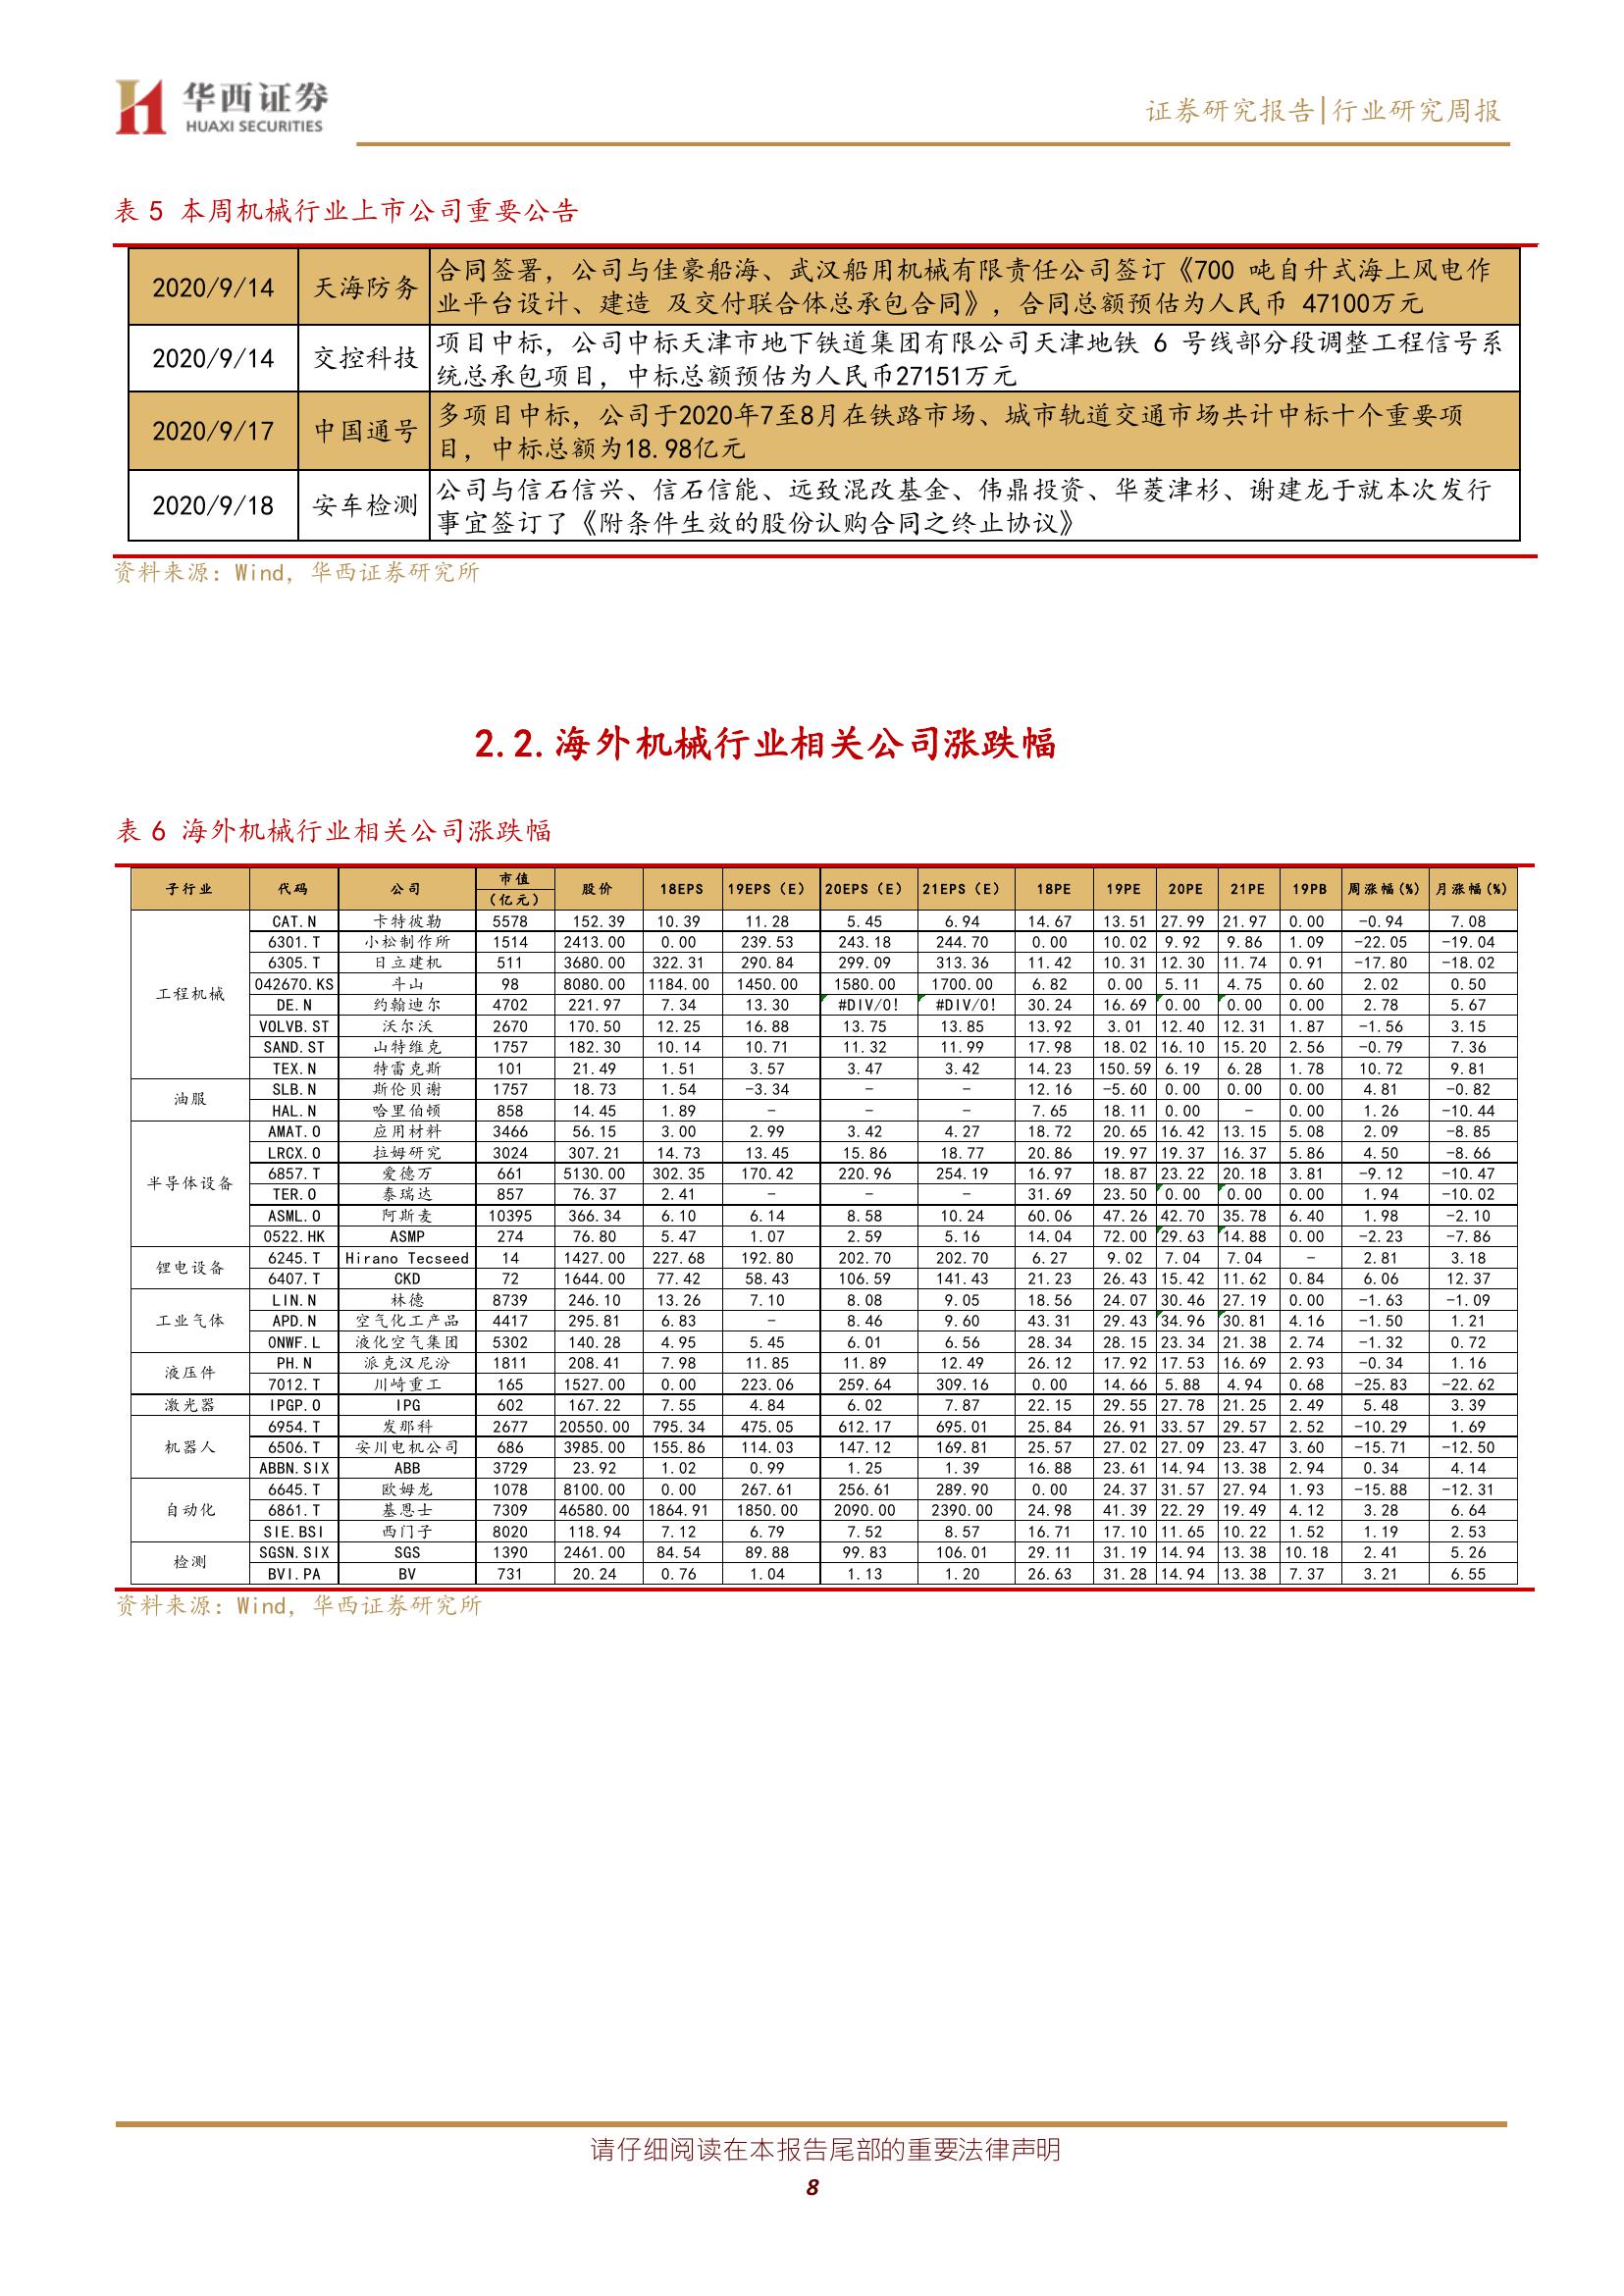 华西证券
HUAXI SECURITIES
证券研究报告|行业研究周报
表 5 本周机械行业上市公司重要公告
2020/9/14 天海防务 合同签署，公司与佳豪船海、武汉船用机械有限责任公司签订《700 吨自升式海上风电作
业平台设计、建造 及交付联合体总承包合同》，合同总额预估为人民币 47100万元
2020/9/14 交控科技 项目中标，公司中标天津市地下铁道集团有限公司天津地铁 6 号线部分段调整工程信号系
统总承包项目，中标总额预估为人民币27151万元
2020/9/17 中国通号 多项目中标，公司于2020年7至8月在铁路市场、城市轨道交通市场共计中标十个重要项
目，中标总额为18.98亿元
2020/9/18 安车检测 公司与信石信兴、信石信能、远致混改基金、伟鼎投资、华菱津杉、谢建龙于就本次发行
事宜签订了《附条件生效的股份认购合同之终止协议》
资料来源：Wind，华西证券研究所
2.2.海外机械行业相关公司涨跌幅
表 6 海外机械行业相关公司涨跌幅
子行业 代码 公司 市值（亿元） 股价 18EPS 19EPS（E） 20EPS（E） 21EPS（E） 18PE 19PE 20PE 21PE 19PB 周涨幅(%) 月涨幅(%)
工程机械 CAT.N 卡特彼勒 5578 152.39 10.39 11.28 5.45 6.94 14.67 13.51 27.99 21.97 0.00 -0.94 7.08
6301.T 小松制作所 1514 2413.00 0.00 239.53 243.18 244.70 0.00 10.02 9.92 9.86 1.09 -22.05 -19.04
6305.T 日立建机 511 3680.00 322.31 290.84 299.09 313.36 11.42 10.31 12.30 11.74 0.91 -17.80 -18.02
042670.KS 斗山 98 8080.00 1184.00 1450.00 1580.00 1700.00 6.82 0.00 5.11 4.75 0.60 2.02 0.50
DE.N 约翰迪尔 4702 221.97 7.34 13.30 #DIV/0! #DIV/0! 30.24 16.69 0.00 0.00 0.00 2.78 5.67
VOLVB.ST 沃尔沃 2670 170.50 12.25 16.88 13.75 13.85 13.92 3.01 12.40 12.31 1.87 -1.56 3.15
SAND.ST 山特维克 1757 182.30 10.14 10.71 11.32 11.99 17.98 18.02 16.10 15.20 2.56 -0.79 7.36
TEX.N 特雷克斯 101 21.49 1.51 3.57 3.47 3.42 14.23 150.59 6.19 6.28 1.78 10.72 9.81
油服 SLB.N 斯伦贝谢 1757 18.73 1.54 -3.34 - - 12.16 -5.60 0.00 0.00 0.00 4.81 -0.82
HAL.N 哈里伯顿 858 14.45 1.89 - - - 7.65 18.11 0.00 - 0.00 1.26 -10.44
半导体设备 AMAT.O 应用材料 3466 56.15 3.00 2.99 3.42 4.27 18.72 20.65 16.42 13.15 5.08 2.09 -8.85
LRCX.O 拉姆研究 3024 307.21 14.73 13.45 15.86 18.77 20.86 19.97 19.37 16.37 5.86 4.50 -8.66
6857.T 爱德万 661 5130.00 302.35 170.42 220.96 254.19 16.97 18.87 23.22 20.18 3.81 -9.12 -10.47
TER.O 泰瑞达 857 76.37 2.41 - - - 31.69 23.50 0.00 0.00 0.00 1.94 -10.02
ASML.O 阿斯麦 10395 366.34 6.10 6.14 8.58 10.24 60.06 47.26 42.70 35.78 6.40 1.98 -2.10
0522.HK ASMP 274 76.80 5.47 1.07 2.59 5.16 14.04 72.00 29.63 14.88 0.00 -2.23 -7.86
锂电设备 6245.T Hirano Tecseed 14 1427.00 227.68 192.80 202.70 202.70 6.27 9.02 7.04 7.04 - 2.81 3.18
6407.T CKD 72 1644.00 77.42 58.43 106.59 141.43 21.23 26.43 15.42 11.62 0.84 6.06 12.37
工业气体 LIN.N 林德 8739 246.10 13.26 7.10 8.08 9.05 18.56 24.07 30.46 27.19 0.00 -1.63 -1.09
APD.N 空气化工产品 4417 295.81 6.83 - 8.46 9.60 43.31 29.43 34.96 30.81 4.16 -1.50 1.21
ONWF.L 液化空气集团 5302 140.28 4.95 5.45 6.01 6.56 28.34 28.15 23.34 21.38 2.74 -1.32 0.72
液压件 PH.N 派克汉尼汾 1811 208.41 7.98 11.85 11.89 12.49 26.12 17.92 17.53 16.69 2.93 -0.34 1.16
7012.T 川崎重工 165 1527.00 0.00 223.06 259.64 309.16 0.00 14.66 5.88 4.94 0.68 -25.83 -22.62
激光器 IPGP.O IPG 602 167.22 7.55 4.84 6.02 7.87 22.15 29.55 27.78 21.25 2.49 5.48 3.39
机器人 6954.T 发那科 2677 20550.00 795.34 475.05 612.17 695.01 25.84 26.91 33.57 29.57 2.52 -10.29 1.69
6506.T 安川电机公司 686 3985.00 155.86 114.03 147.12 169.81 25.57 27.02 27.09 23.47 3.60 -15.71 -12.50
ABBN.SIX ABB 3729 23.92 1.02 0.99 1.25 1.39 16.88 23.61 14.94 13.38 2.94 0.34 4.14
自动化 6645.T 欧姆龙 1078 8100.00 0.00 267.61 256.61 289.90 0.00 24.37 31.57 27.94 1.93 -15.88 -12.31
6861.T 基恩士 7309 46580.00 1864.91 1850.00 2090.00 2390.00 24.98 41.39 22.29 19.49 4.12 3.28 6.64
SIE.BSI 西门子 8020 118.94 7.12 6.79 7.52 8.57 16.71 17.10 11.65 10.22 1.52 1.19 2.53
检测 SGSN.SIX SGS 1390 2461.00 84.54 89.88 99.83 106.01 29.11 31.19 14.94 13.38 10.18 2.41 5.26
BVI.PA BV 731 20.24 0.76 1.04 1.13 1.20 26.63 31.28 14.94 13.38 7.37 3.21 6.55
资料来源：Wind，华西证券研究所
请仔细阅读在本报告尾部的重要法律声明
8